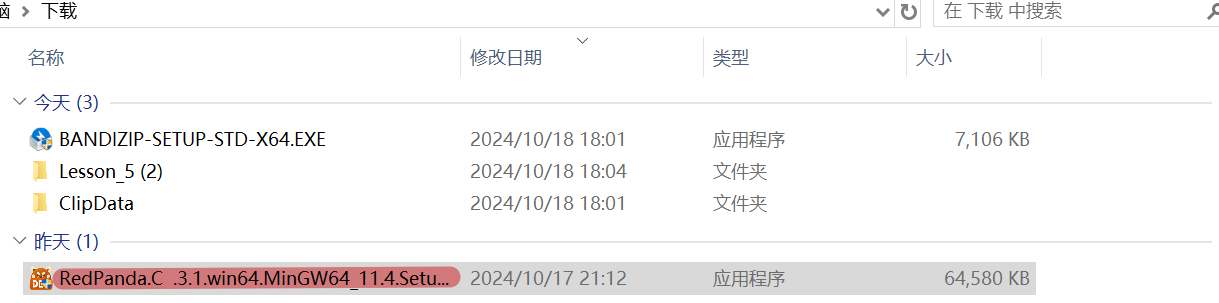 脑 下载 在 下载 中搜索
名称 修改日期 类型 大小
今天 (3)
BANDIZIP-SETUP-STD-X64.EXE 2024/10/18 18:01 应用程序 7,106 KB
Lesson_5 (2) 2024/10/18 18:04 文件夹
ClipData 2024/10/18 18:01 文件夹
昨天 (1)
RedPanda.C .3.1.win64.MinGW64_11.4.Setu... 2024/10/17 21:12 应用程序 64,580 KB